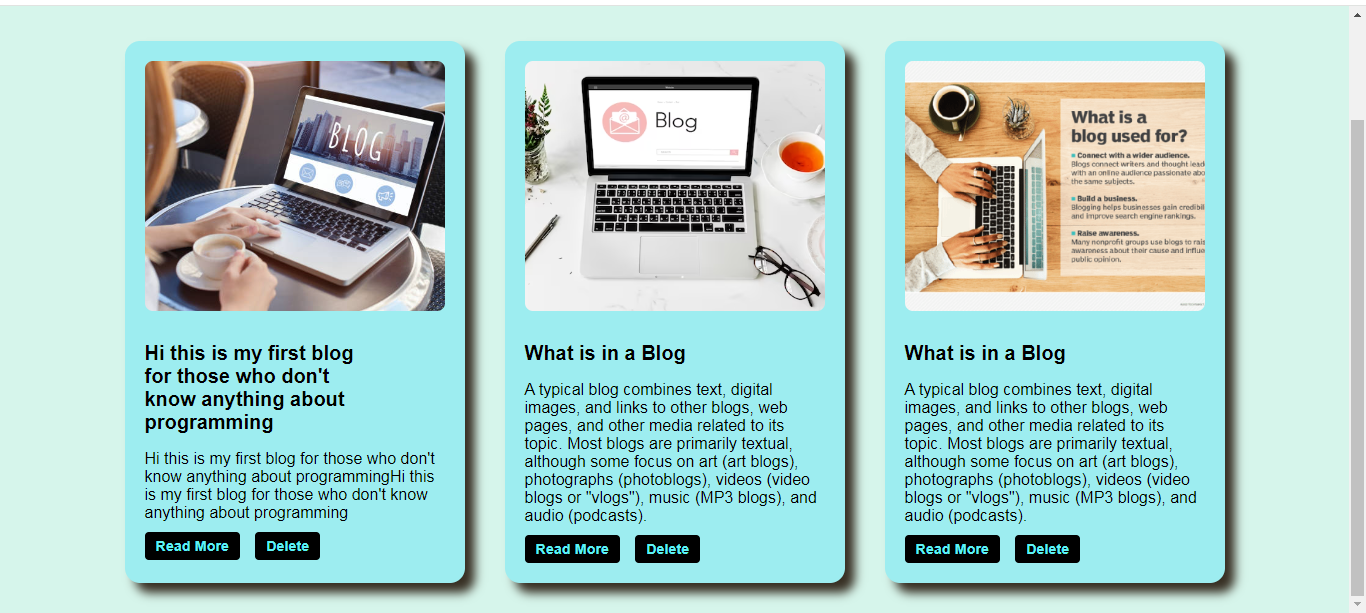 BLOG
Blog
What is a
blog used for?
Connect with a wider audience.
Blogs connect writers and thought lead
with an online audience passionate abo
the same subjects.
Build a business.
Blogging helps businesses gain credibil
and improve search engine rankings.
Raise awareness.
Many nonprofit groups use blogs to rais
awareness about their cause and influe
public opinion.
Hi this is my first blog
for those who don't
know anything about
programming
Hi this is my first blog for those who don't
know anything about programmingHi this
is my first blog for those who don't know
anything about programming
Read More Delete
What is in a Blog
A typical blog combines text, digital
images, and links to other blogs, web
pages, and other media related to its
topic. Most blogs are primarily textual,
although some focus on art (art blogs),
photographs (photoblogs), videos (video
blogs or "vlogs"), music (MP3 blogs), and
audio (podcasts).
Read More Delete
What is in a Blog
A typical blog combines text, digital
images, and links to other blogs, web
pages, and other media related to its
topic. Most blogs are primarily textual,
although some focus on art (art blogs),
photographs (photoblogs), videos (video
blogs or "vlogs"), music (MP3 blogs), and
audio (podcasts).
Read More Delete